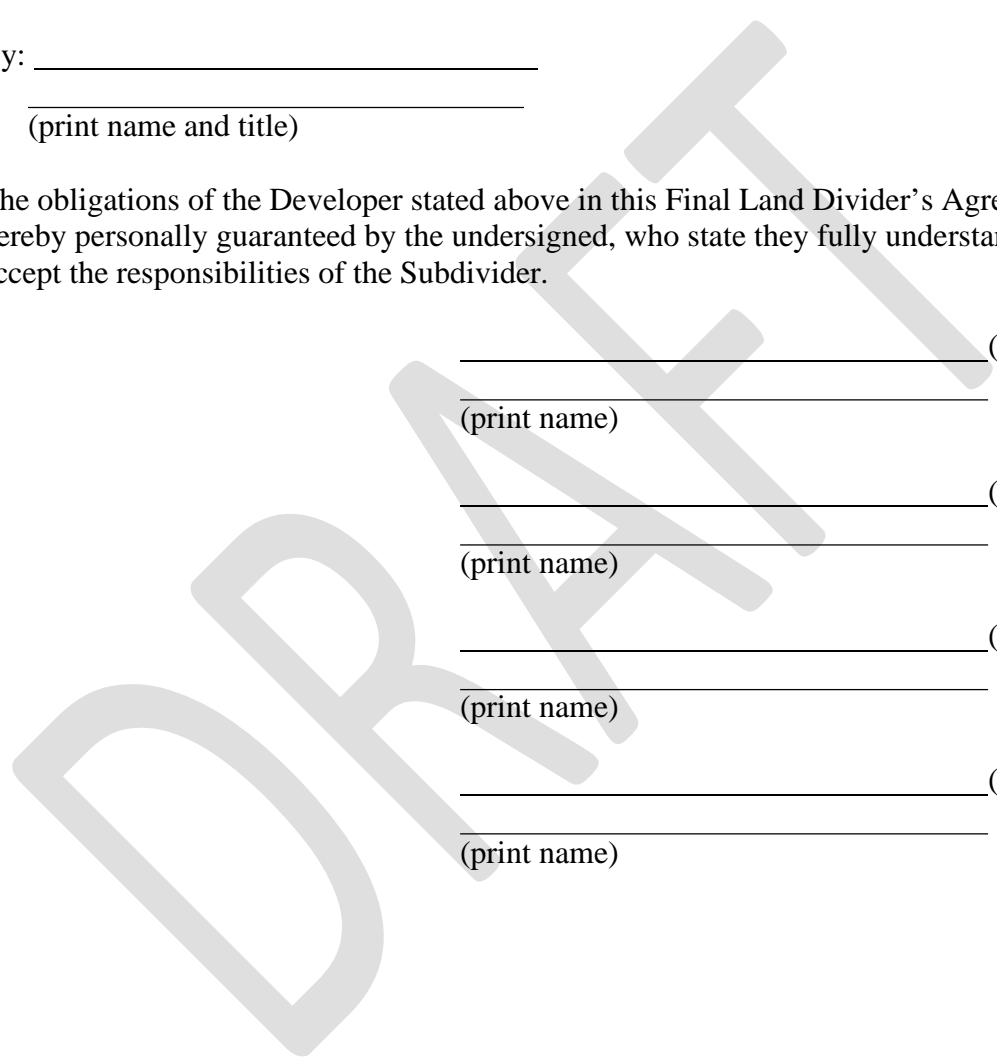 y:
(print name and title)
he obligations of the Developer stated above in this Final Land Divider’s Agre
ereby personally guaranteed by the undersigned, who state they fully understan
ccept the responsibilities of the Subdivider.
(
(print name)
(
(print name)
(
(print name)
(
(print name)
DRAFT